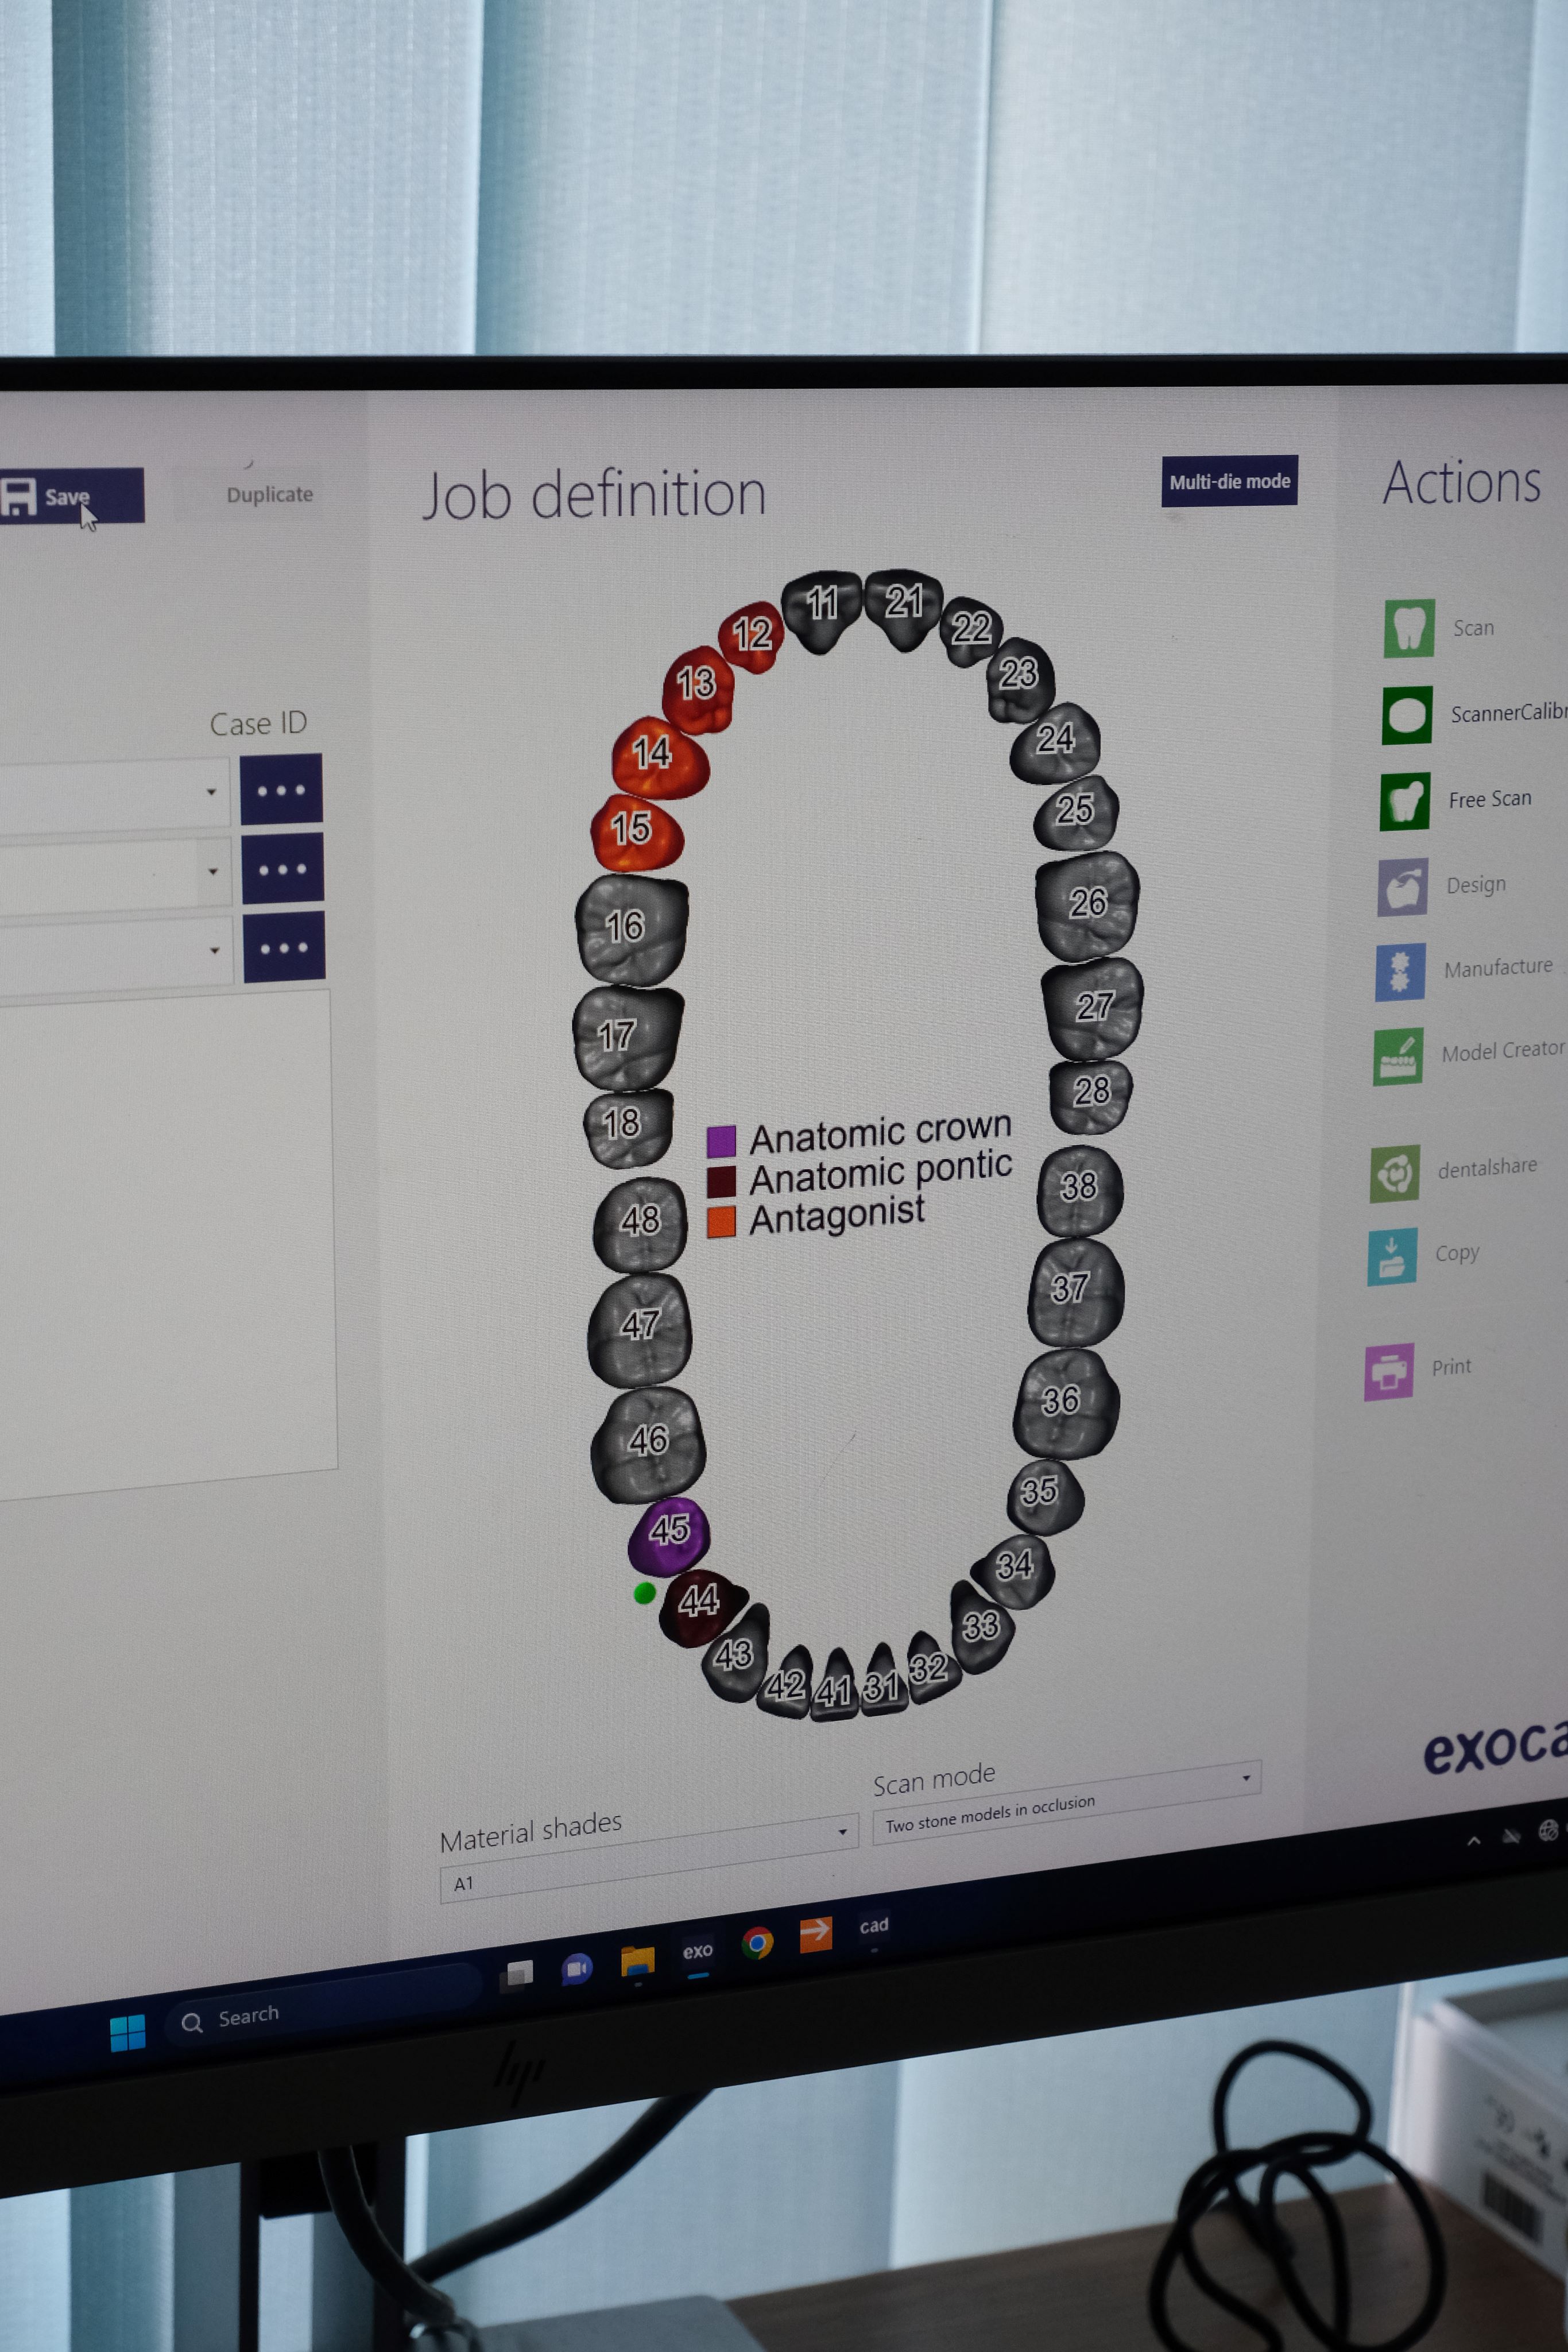 Save
Duplicate
Job definition
Multi-die mode
Actions
Case ID
11
21
12
22
13
23
14
24
15
25
16
26
17
27
18
28
Anatomic crown
Anatomic pontic
Antagonist
48
38
47
37
46
36
45
35
44
34
43
33
42
41
31
32
Scan
ScannerCalibr
Free Scan
Design
Manufacture
Model Creator
dentalshare
Copy
Print
exoca
Material shades
A1
Scan mode
Two stone models in occlusion
Search
exo
cad
hp